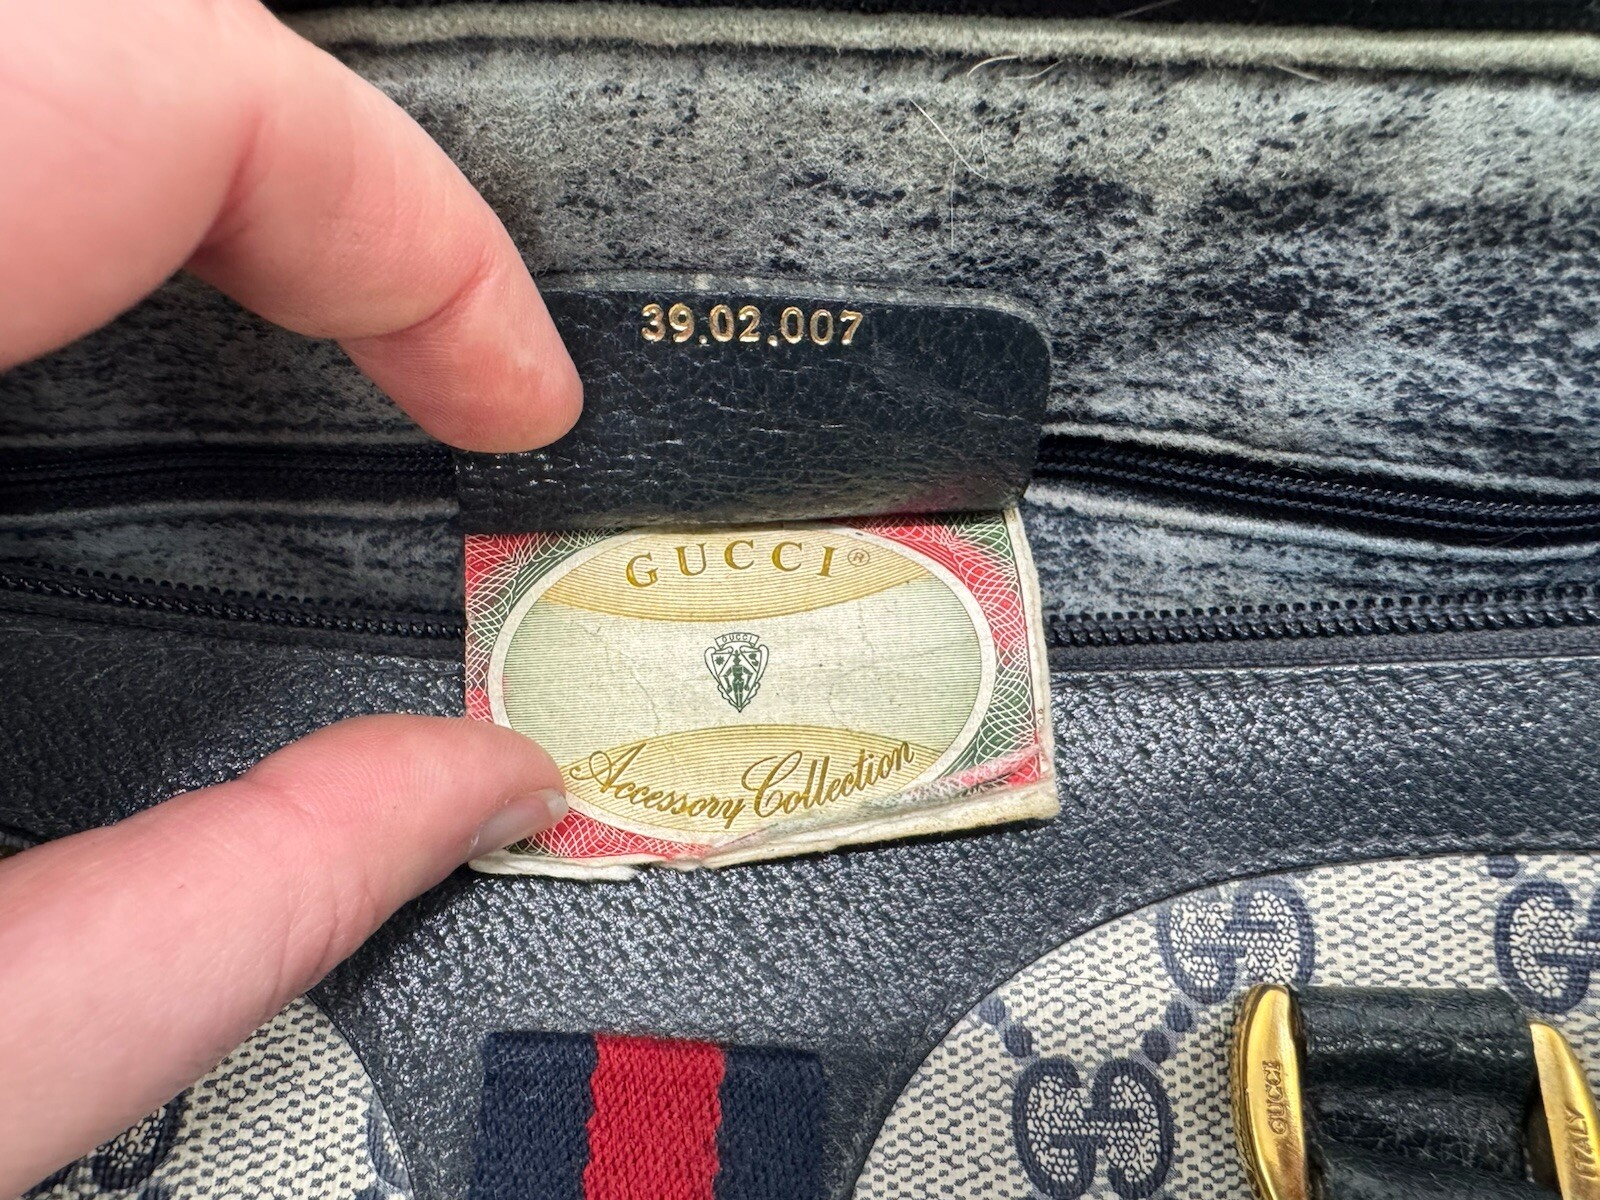 39.02.007
GUCCI®
GUCCI
Accessory Collection
GUCCI
ITALY